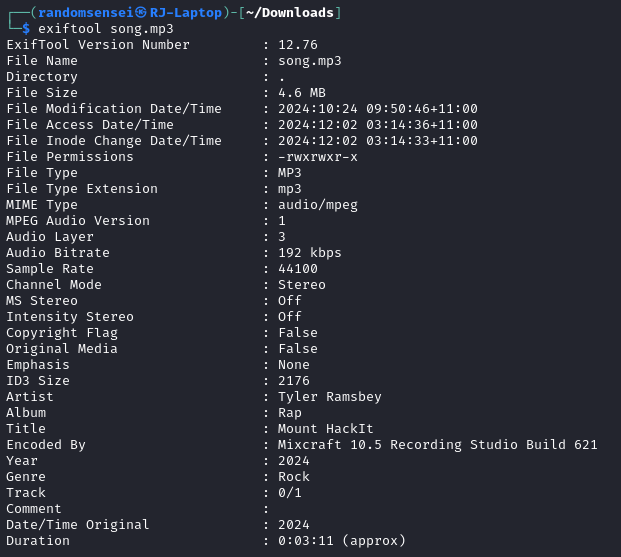 ┌──(randomsensei㉿RJ-Laptop)-[~/Downloads]
└─$ exiftool song.mp3
ExifTool Version Number         : 12.76
File Name                       : song.mp3
Directory                       : .
File Size                       : 4.6 MB
File Modification Date/Time     : 2024:10:24 09:50:46+11:00
File Access Date/Time           : 2024:12:02 03:14:36+11:00
File Inode Change Date/Time     : 2024:12:02 03:14:33+11:00
File Permissions                : -rwxrwxr-x
File Type                       : MP3
File Type Extension             : mp3
MIME Type                       : audio/mpeg
MPEG Audio Version              : 1
Audio Layer                     : 3
Audio Bitrate                   : 192 kbps
Sample Rate                     : 44100
Channel Mode                    : Stereo
MS Stereo                       : Off
Intensity Stereo                : Off
Copyright Flag                  : False
Original Media                  : False
Emphasis                        : None
ID3 Size                        : 2176
Artist                          : Tyler Ramsbey
Album                           : Rap
Title                           : Mount HackIt
Encoded By                      : Mixcraft 10.5 Recording Studio Build 621
Year                            : 2024
Genre                           : Rock
Track                           : 0/1
Comment                         :
Date/Time Original              : 2024
Duration                        : 0:03:11 (approx)